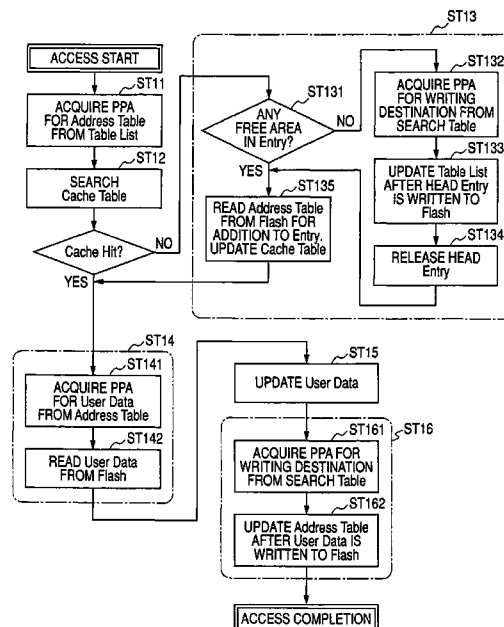 ACCESS START
ST11
ACQUIRE PPA
FOR Address Table
FROM Table List
ST12
SEARCH
Cache Table
Cache Hit?
NO
YES
ST13
ST131
ANY
FREE AREA
IN Entry?
NO
YES
ST132
ACQUIRE PPA
FOR WRITING
DESTINATION FROM
SEARCH Table
ST133
UPDATE Table List
AFTER HEAD Entry
IS WRITTEN TO
Flash
ST134
RELEASE HEAD
Entry
ST135
READ Address Table
FROM Flash FOR
ADDITION TO Entry.
UPDATE Cache Table
ST14
ST141
ACQUIRE PPA
FOR User Data
FROM Address Table
ST142
READ User Data
FROM Flash
ST15
UPDATE User Data
ST16
ST161
ACQUIRE PPA FOR
WRITING DESTINATION
FROM SEARCH Table
ST162
UPDATE Address Table
AFTER User Data IS
WRITTEN TO Flash
ACCESS COMPLETION